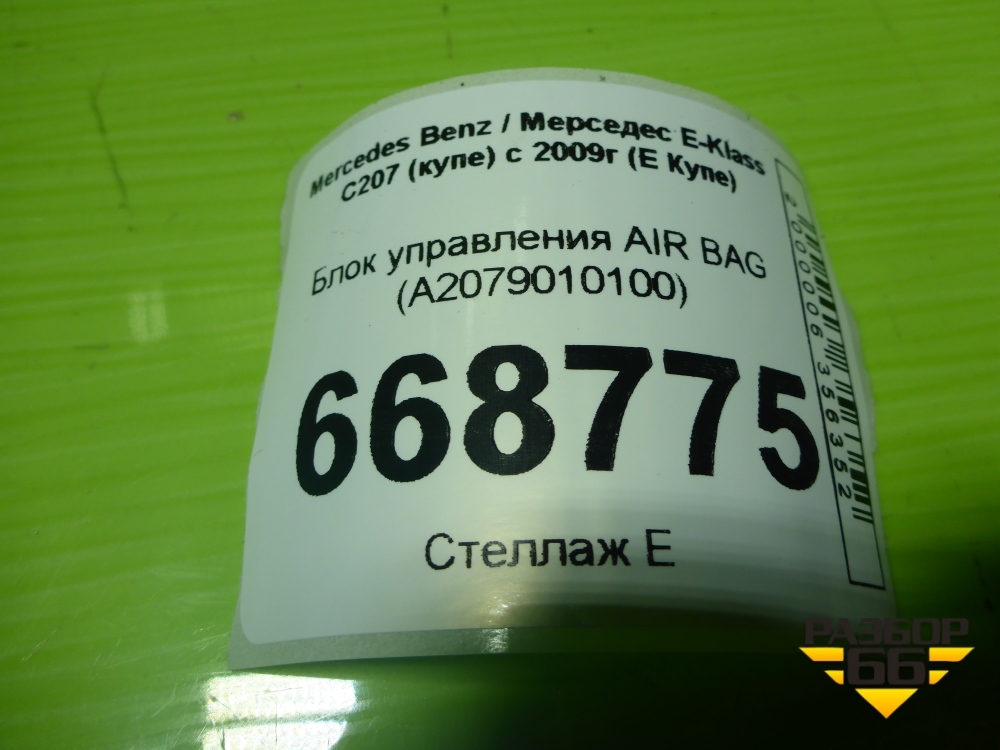 Mercedes Benz / Мерседес E-Klass
C207 (купе) с 2009г (Е Купе)
Блок управления AIR BAG
(A2079010100)
668775
Стеллаж Е
2000006356352
РАЗБОР
66